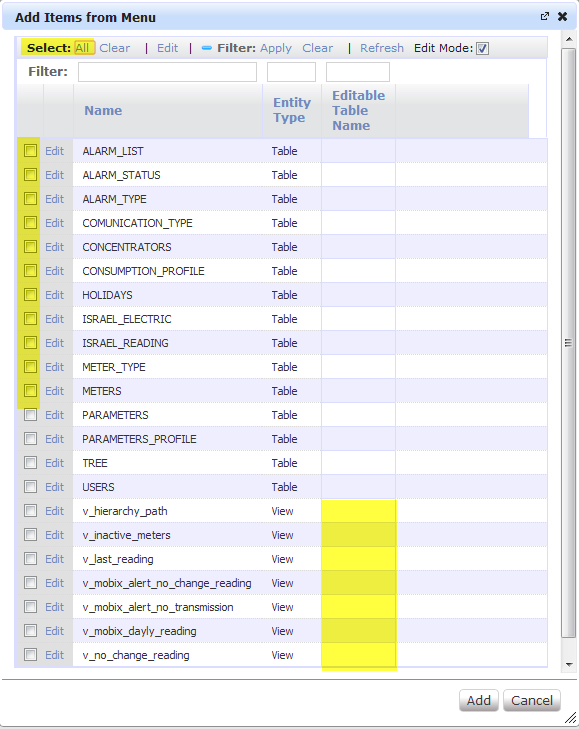 Add Items from Menu
Select: All Clear | Edit | Filter: Apply Clear | Refresh Edit Mode:
Filter:
Name Entity Type Editable Table Name
Edit ALARM_LIST Table
Edit ALARM_STATUS Table
Edit ALARM_TYPE Table
Edit COMUNICATION_TYPE Table
Edit CONCENTRATORS Table
Edit CONSUMPTION_PROFILE Table
Edit HOLIDAYS Table
Edit ISRAEL_ELECTRIC Table
Edit ISRAEL_READING Table
Edit METER_TYPE Table
Edit METERS Table
Edit PARAMETERS Table
Edit PARAMETERS_PROFILE Table
Edit TREE Table
Edit USERS Table
Edit v_hierarchy_path View
Edit v_inactive_meters View
Edit v_last_reading View
Edit v_mobix_alert_no_change_reading View
Edit v_mobix_alert_no_transmission View
Edit v_mobix_dayly_reading View
Edit v_no_change_reading View
Add Cancel